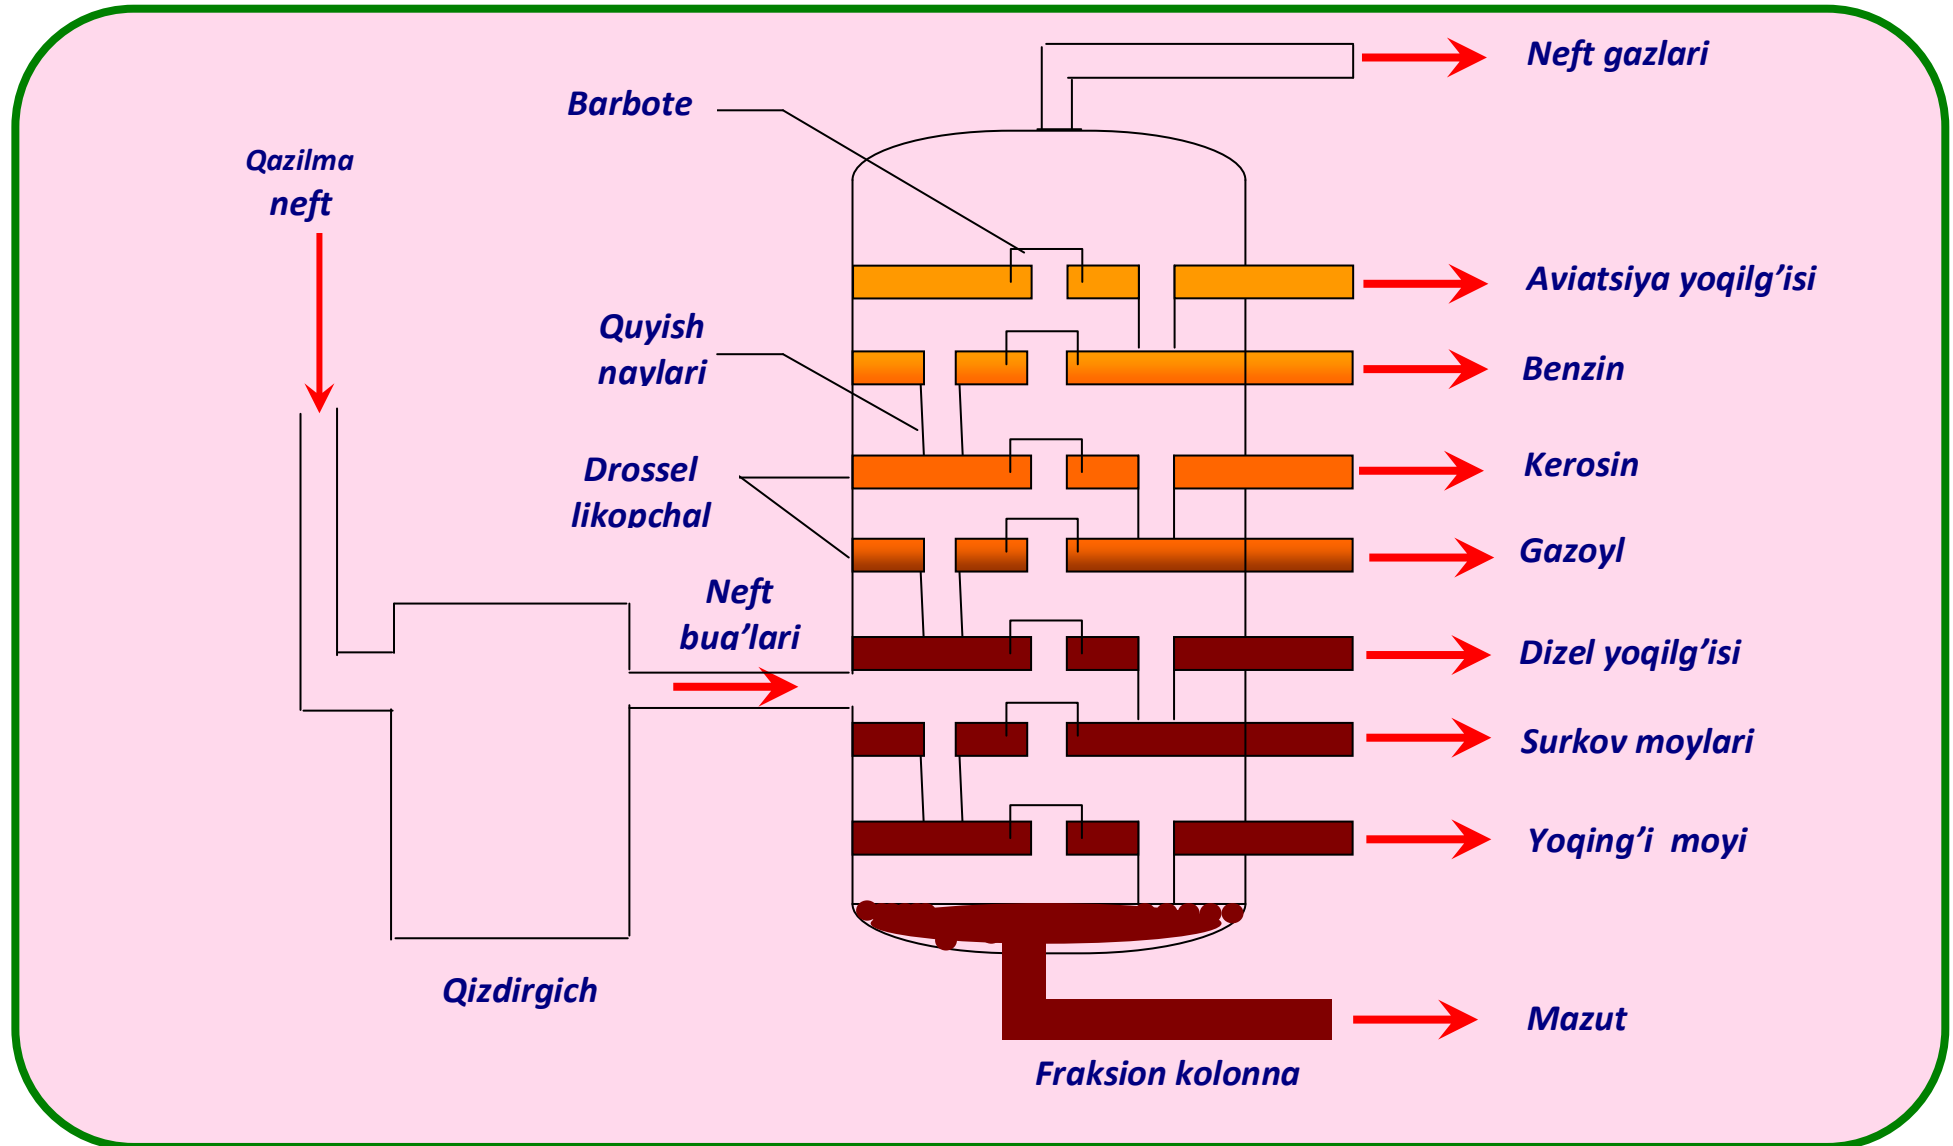 Neft gazlari
Barbote
Qazilma
neft
Aviatsiya yoqilg’isi
Quyish
naylari
Benzin
Drossel
likopchal
Kerosin
Gazoyl
Neft
bug’lari
Dizel yoqilg’isi
Surkov moylari
Yoqing’i moyi
Qizdirgich
Mazut
Fraksion kolonna